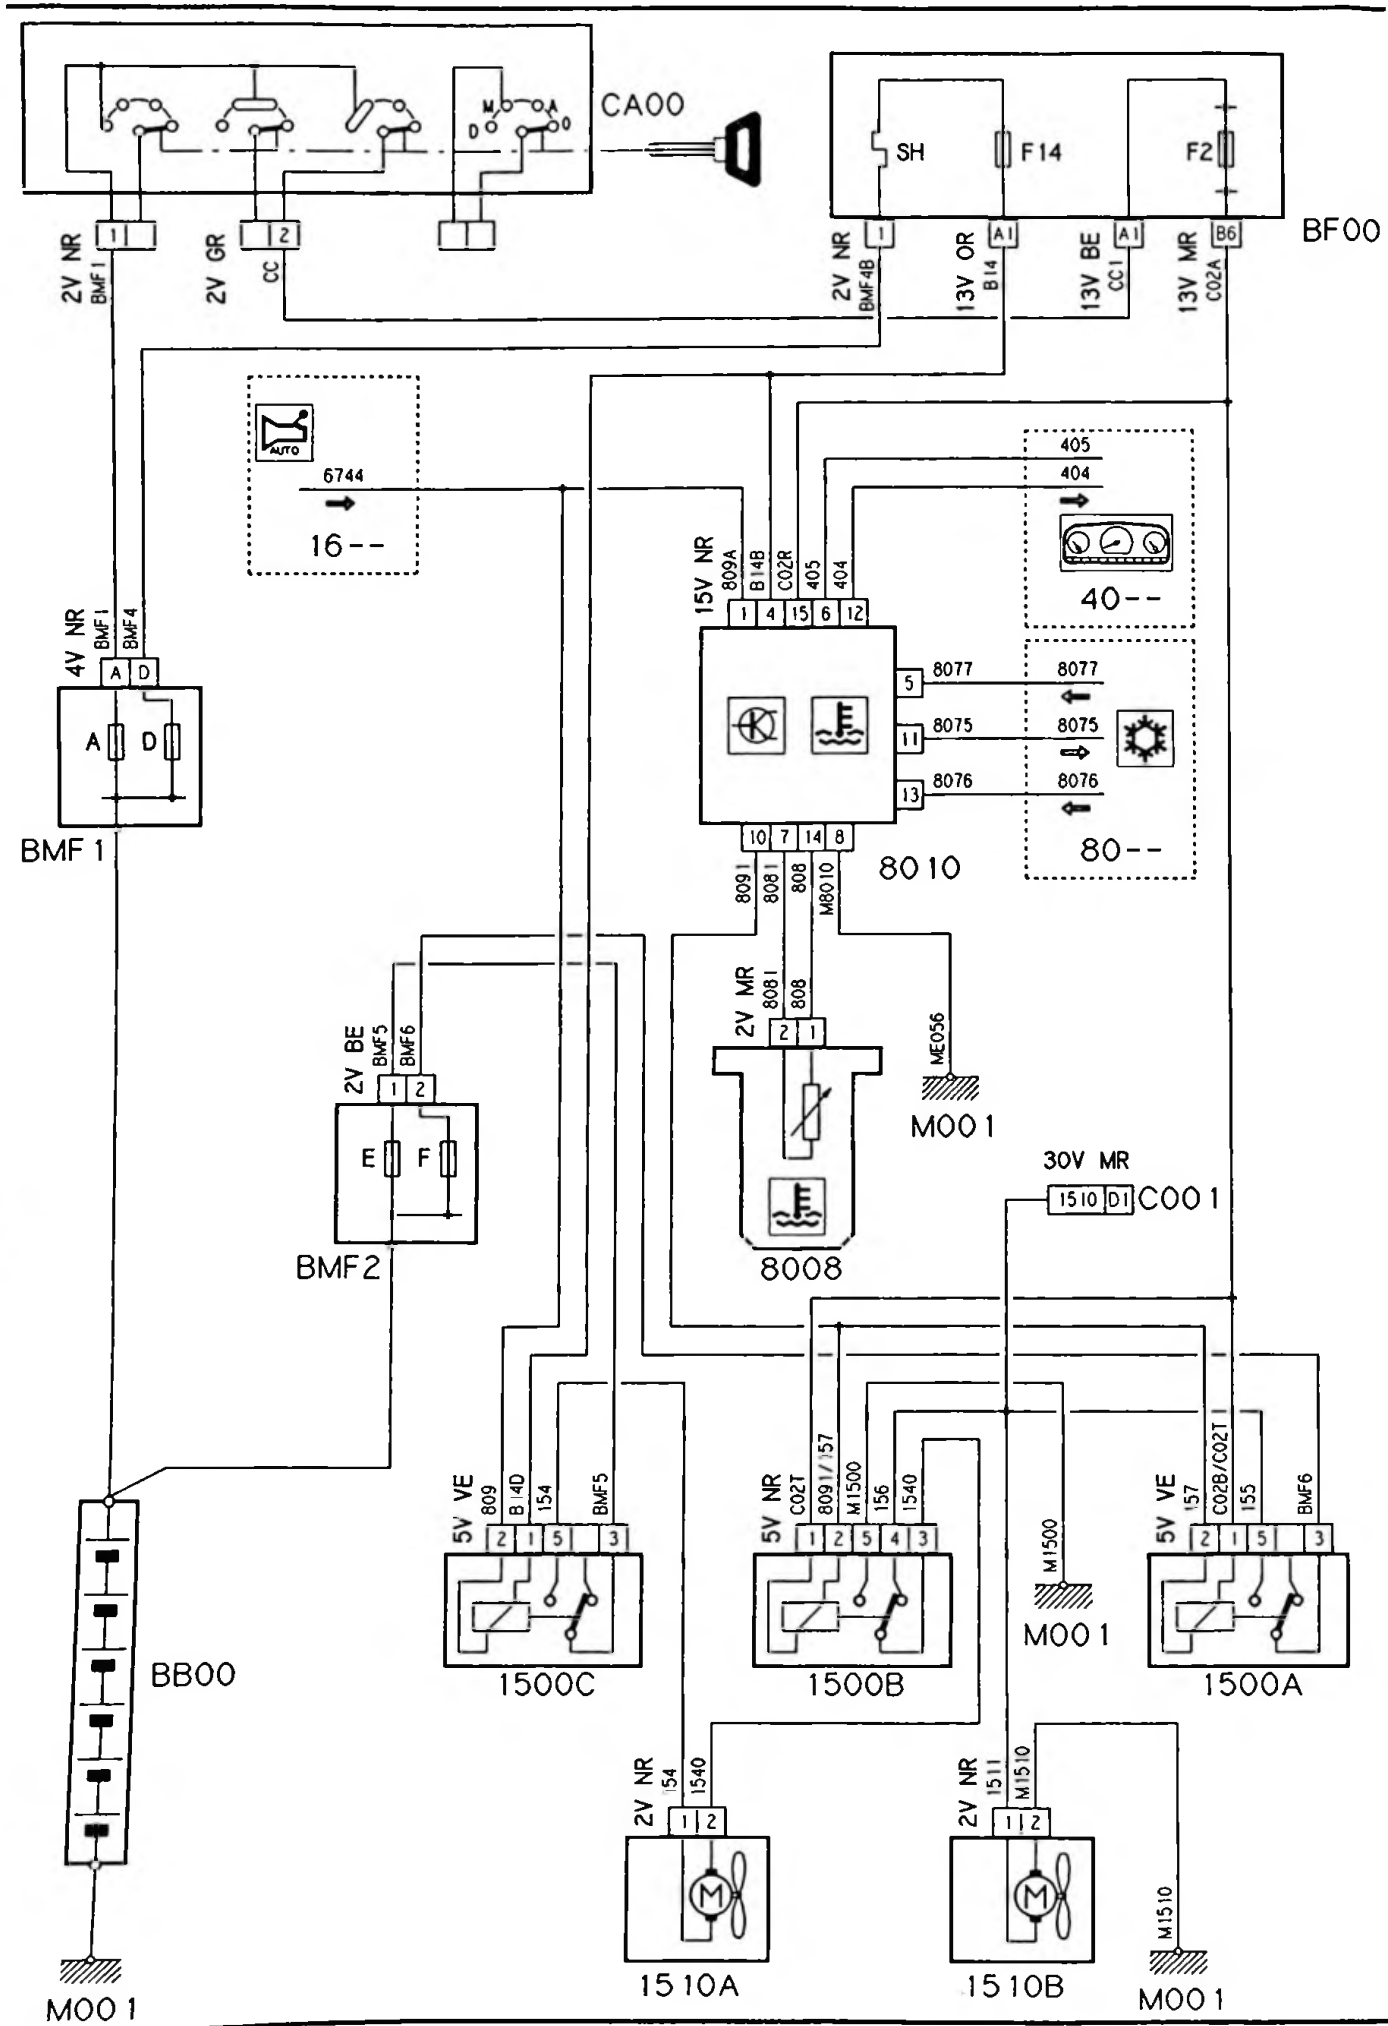 CA00
M A
D O
SH
F14
F2
BF00
1
2
1
A1
A1
B6
2V NR
BMF1
2V GR
CC
2V NR
BMF4B
13V OR
B14
13V BE
CC1
13V MR
C02A
AUTO
6744
16--
405
404
40--
15V NR
809A
B14B
C02R
405
404
1 4 15 6 12
4V NR
BMF1
BMF4
A D
A D
BMF1
5 8077 8077
11 8075 8075
13 8076 8076
80--
10 7 14 8
8010
8091
8081
808
M8010
2V MR
8081
808
2 1
8008
ME056
M001
2V BE
BMF5
BMF6
1 2
E F
BMF2
30V MR
1510 D1 C001
5V VE
809
B14D
154
BMF5
2 1 5 3
1500C
5V NR
C02T
8091/157
M1500
156
1540
1 2 5 4 3
1500B
M1500
M001
5V VE
157
C02B/C02T
155
BMF6
2 1 5 3
1500A
BB00
M001
2V NR
154
1540
1 2
M
1510A
2V NR
1511
M1510
1 2
M
1510B
M1510
M001